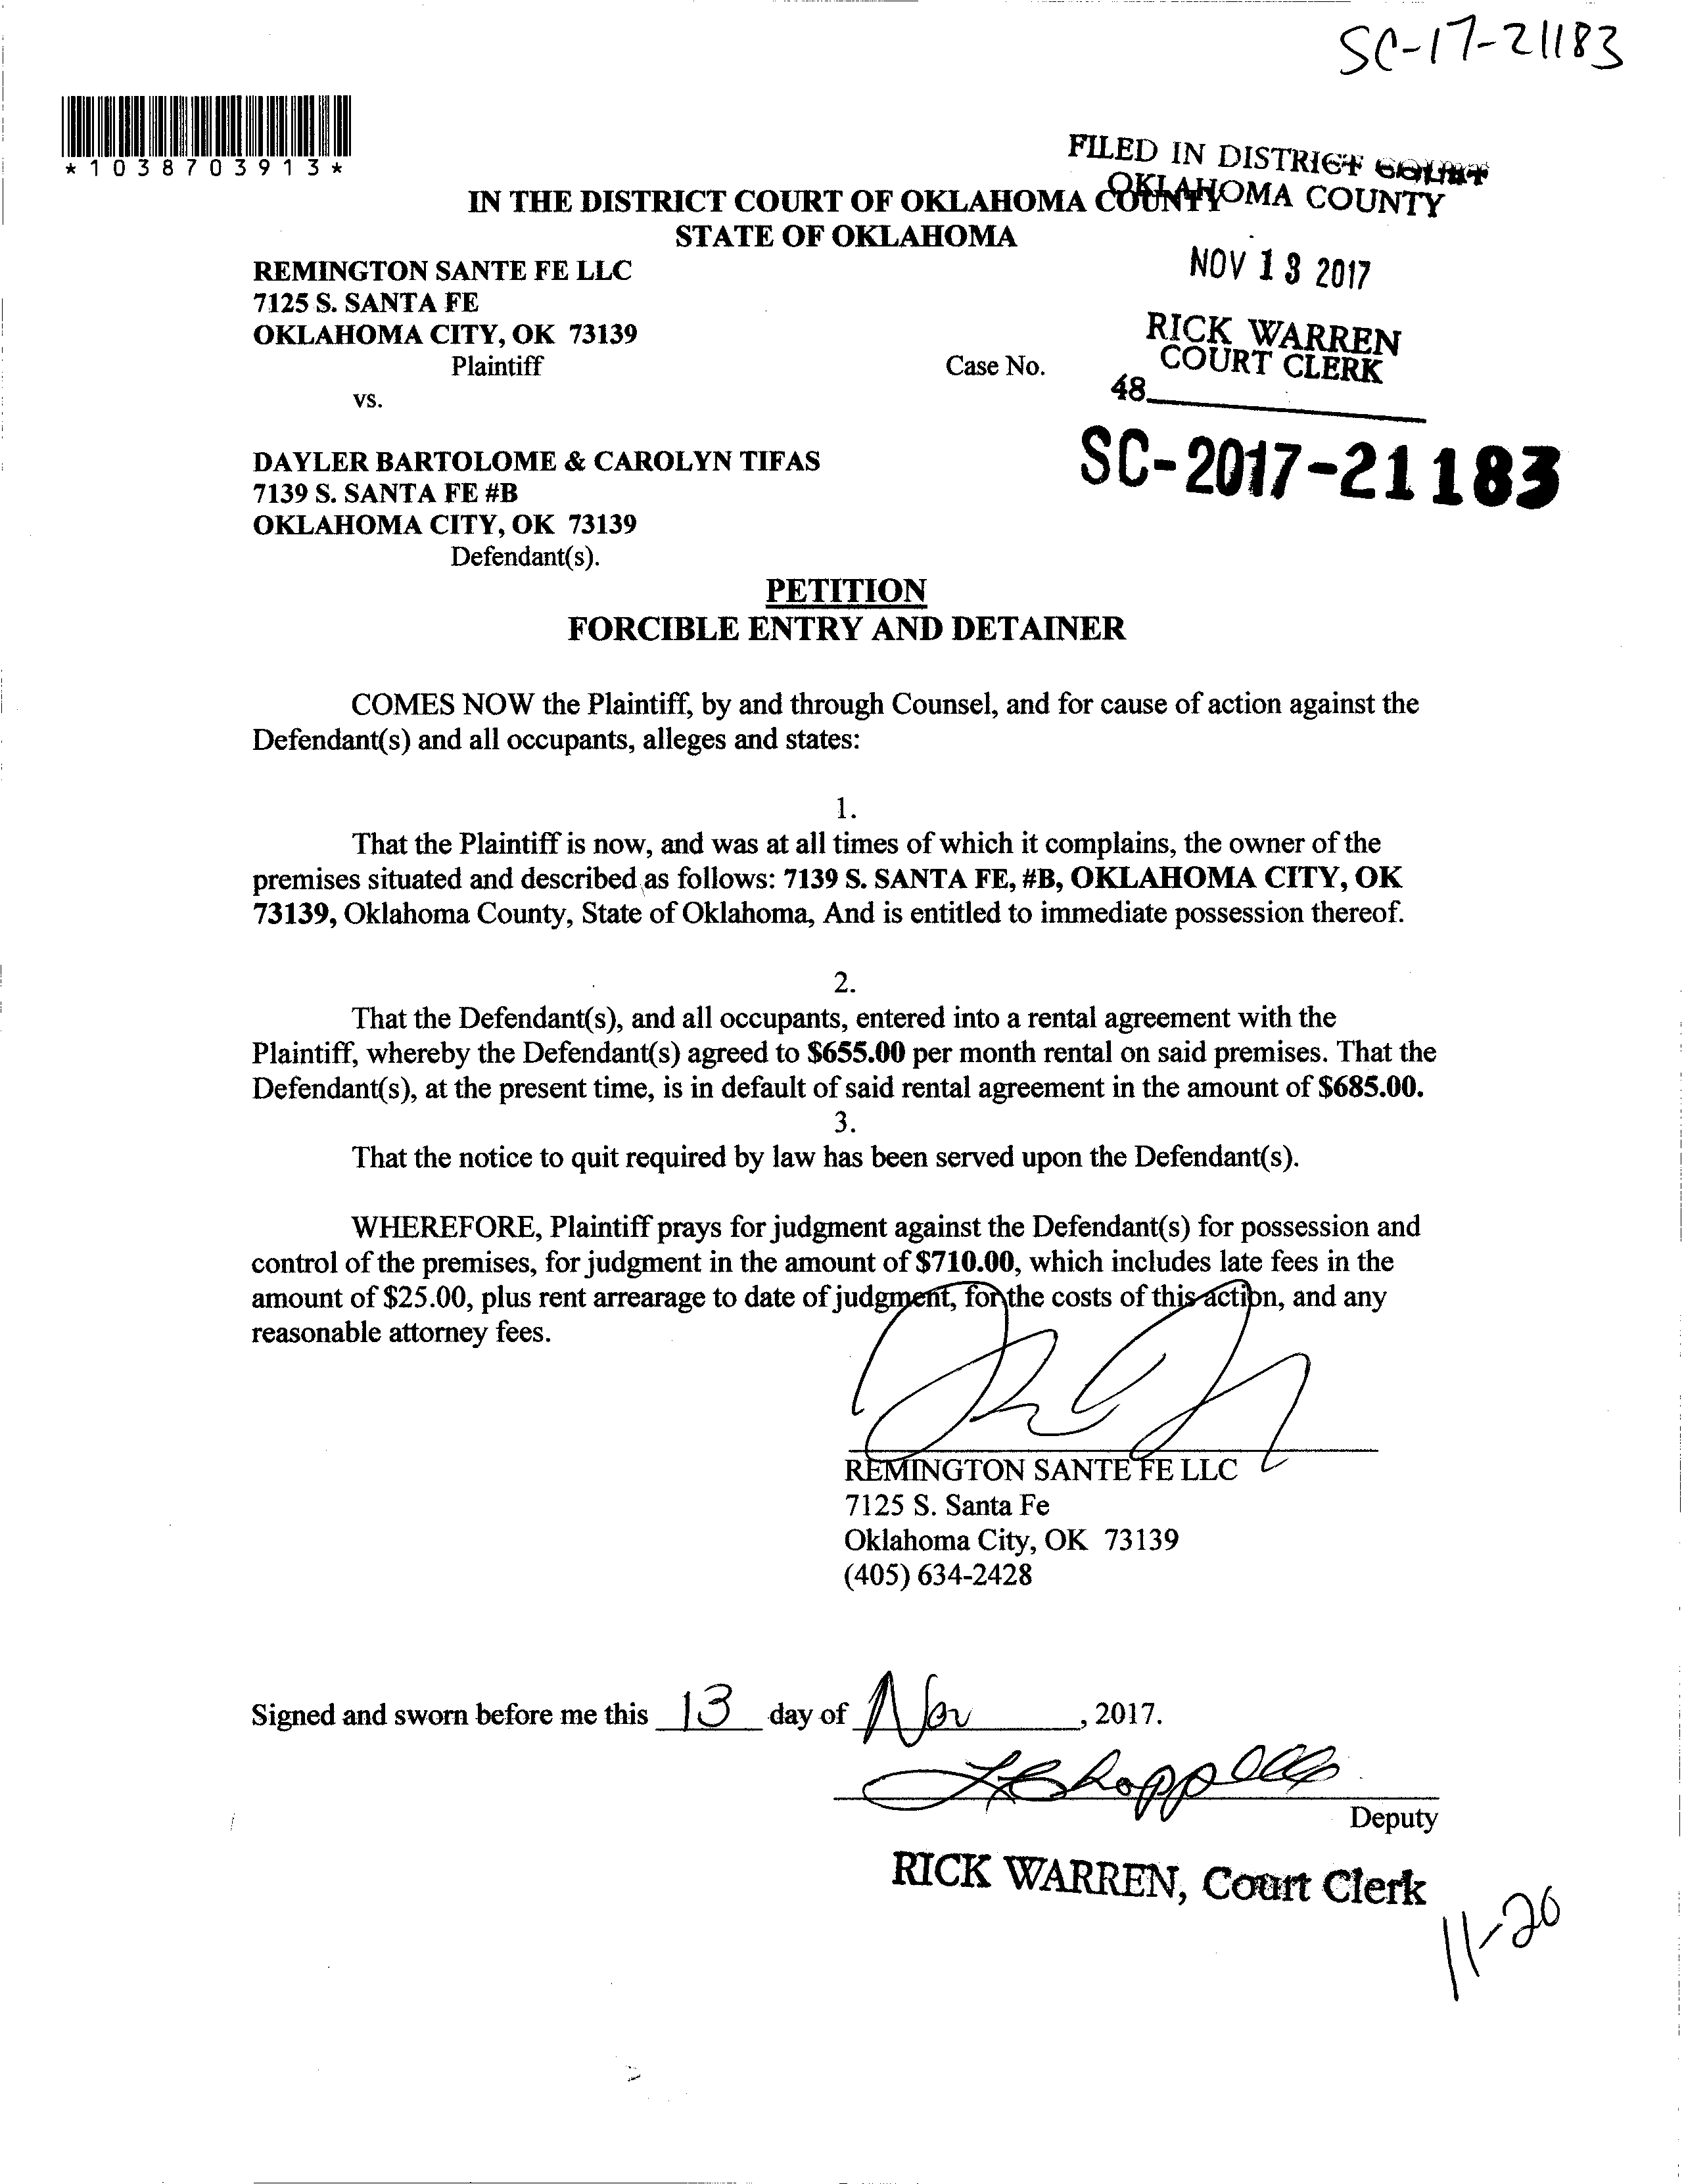 SC-17-21183
*1038703913*
FILED IN DISTRICT COURT
OKLAHOMA COUNTY
IN THE DISTRICT COURT OF OKLAHOMA COUNTY
STATE OF OKLAHOMA
NOV 13 2017
REMINGTON SANTE FE LLC
7125 S. SANTA FE
OKLAHOMA CITY, OK 73139
Plaintiff
RICK WARREN
COURT CLERK
Case No.
48
vs.
SC-2017-21183
DAYLER BARTOLOME & CAROLYN TIFAS
7139 S. SANTA FE #B
OKLAHOMA CITY, OK 73139
Defendant(s).
PETITION
FORCIBLE ENTRY AND DETAINER
COMES NOW the Plaintiff, by and through Counsel, and for cause of action against the
Defendant(s) and all occupants, alleges and states:
1.
That the Plaintiff is now, and was at all times of which it complains, the owner of the
premises situated and described as follows: 7139 S. SANTA FE, #B, OKLAHOMA CITY, OK
73139, Oklahoma County, State of Oklahoma, And is entitled to immediate possession thereof.
2.
That the Defendant(s), and all occupants, entered into a rental agreement with the
Plaintiff, whereby the Defendant(s) agreed to $655.00 per month rental on said premises. That the
Defendant(s), at the present time, is in default of said rental agreement in the amount of $685.00.
3.
That the notice to quit required by law has been served upon the Defendant(s).
WHEREFORE, Plaintiff prays for judgment against the Defendant(s) for possession and
control of the premises, for judgment in the amount of $710.00, which includes late fees in the
amount of $25.00, plus rent arrearage to date of judgment, for the costs of this action, and any
reasonable attorney fees.
REMINGTON SANTE FE LLC
7125 S. Santa Fe
Oklahoma City, OK 73139
(405) 634-2428
Signed and sworn before me this 13 day of Nov, 2017.
Deputy
RICK WARREN, Court Clerk
11-20